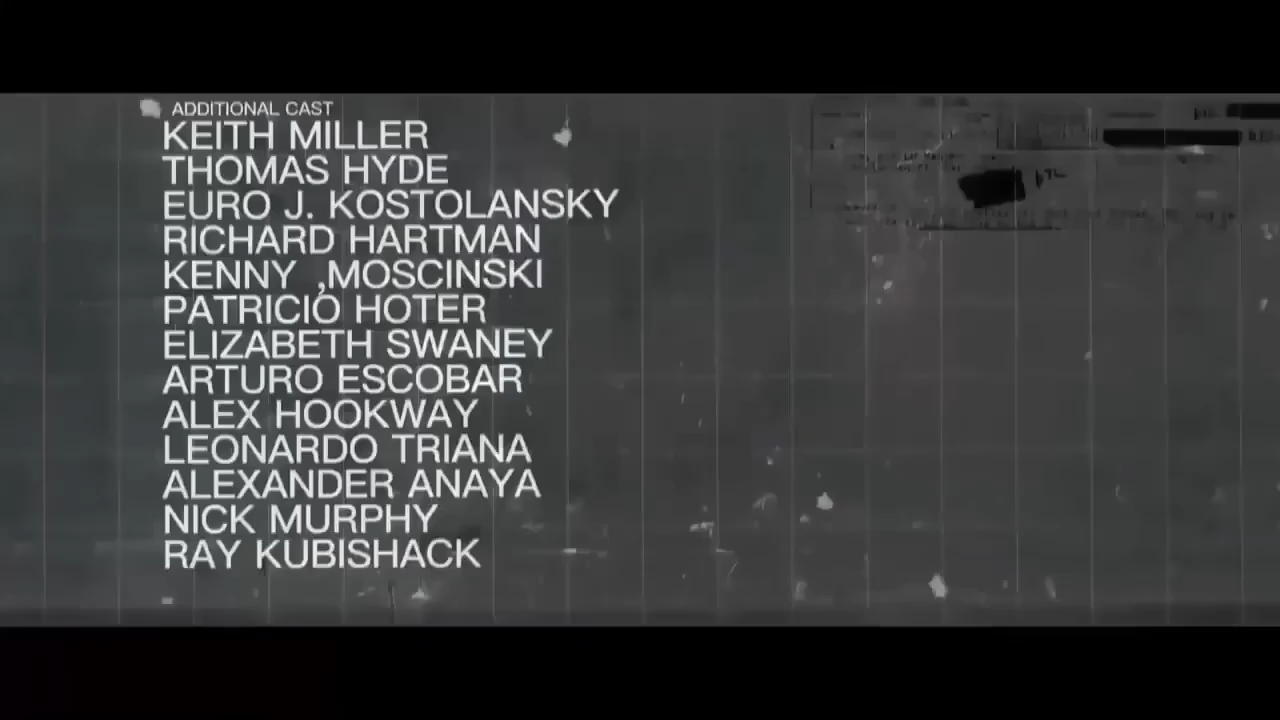 ADDITIONAL CAST
KEITH MILLER
THOMAS HYDE
EURO J. KOSTOLANSKY
RICHARD HARTMAN
KENNY ,MOSCINSKI
PATRICIO HOTER
ELIZABETH SWANEY
ARTURO ESCOBAR
ALEX HOOKWAY
LEONARDO TRIANA
ALEXANDER ANAYA
NICK MURPHY
RAY KUBISHACK